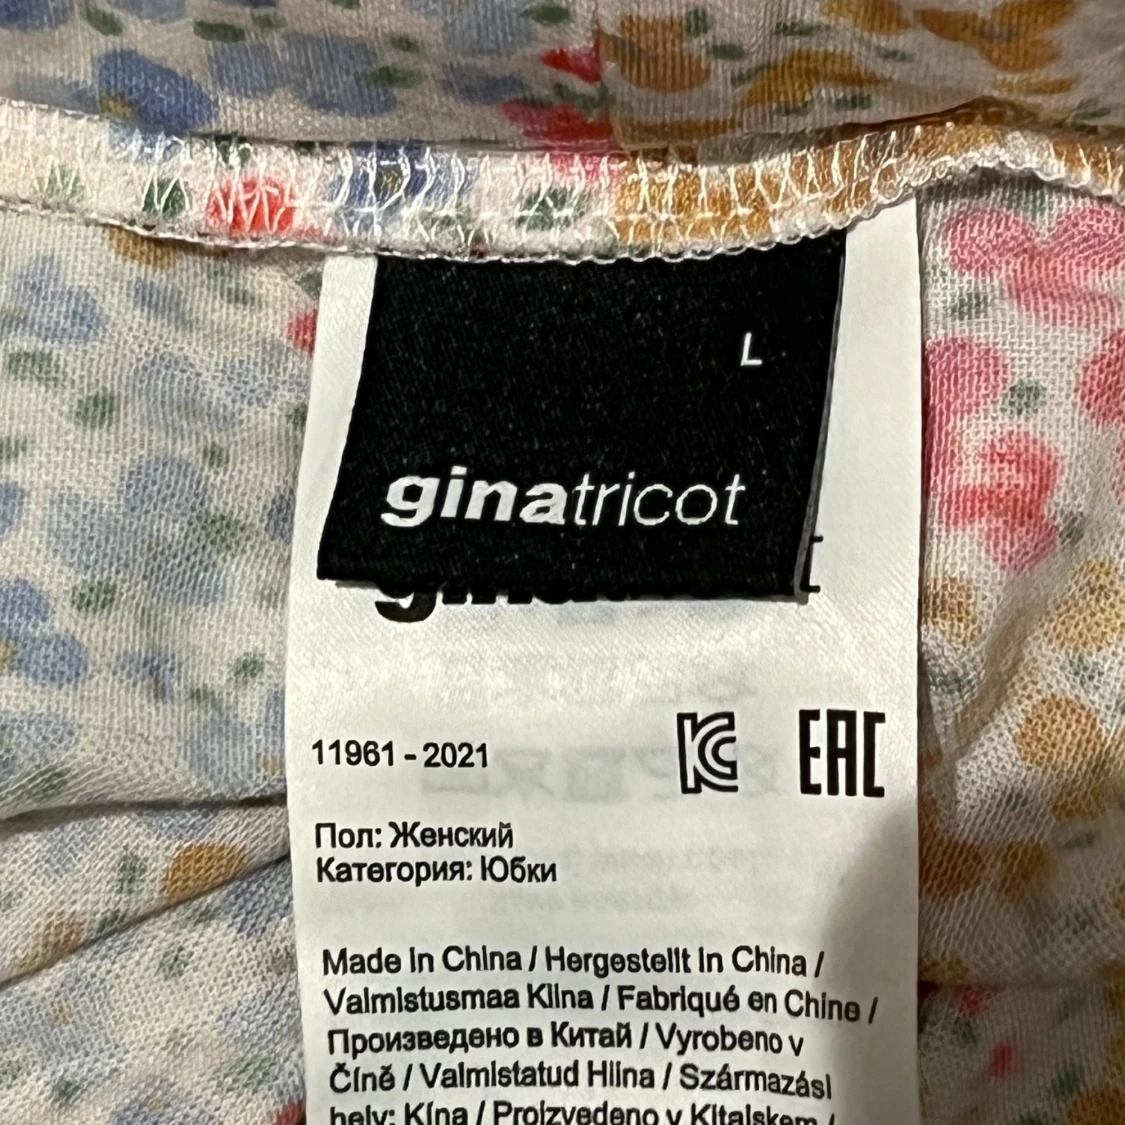 L
ginatricot
11961 - 2021
EAC
Пол: Женский
Категория: Юбки
Made in China / Hergestellt in China /
Valmistusmaa Kiina / Fabriqué en Chine /
Произведено в Китай / Vyrobeno v
Číně / Valmistatud Hiina / Származási
hely: Kína / Proizvedeno v Kitajskem /